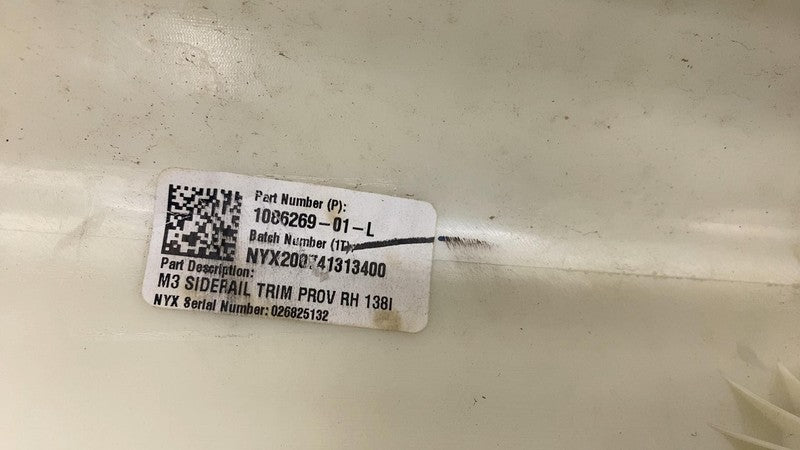 Part Number (P):
1086269-01-L
Batch Number (1T):
NYX200741313400
Part Description:
M3 SIDERAIL TRIM PROV RH 138I
NYX Serial Number: 026825132